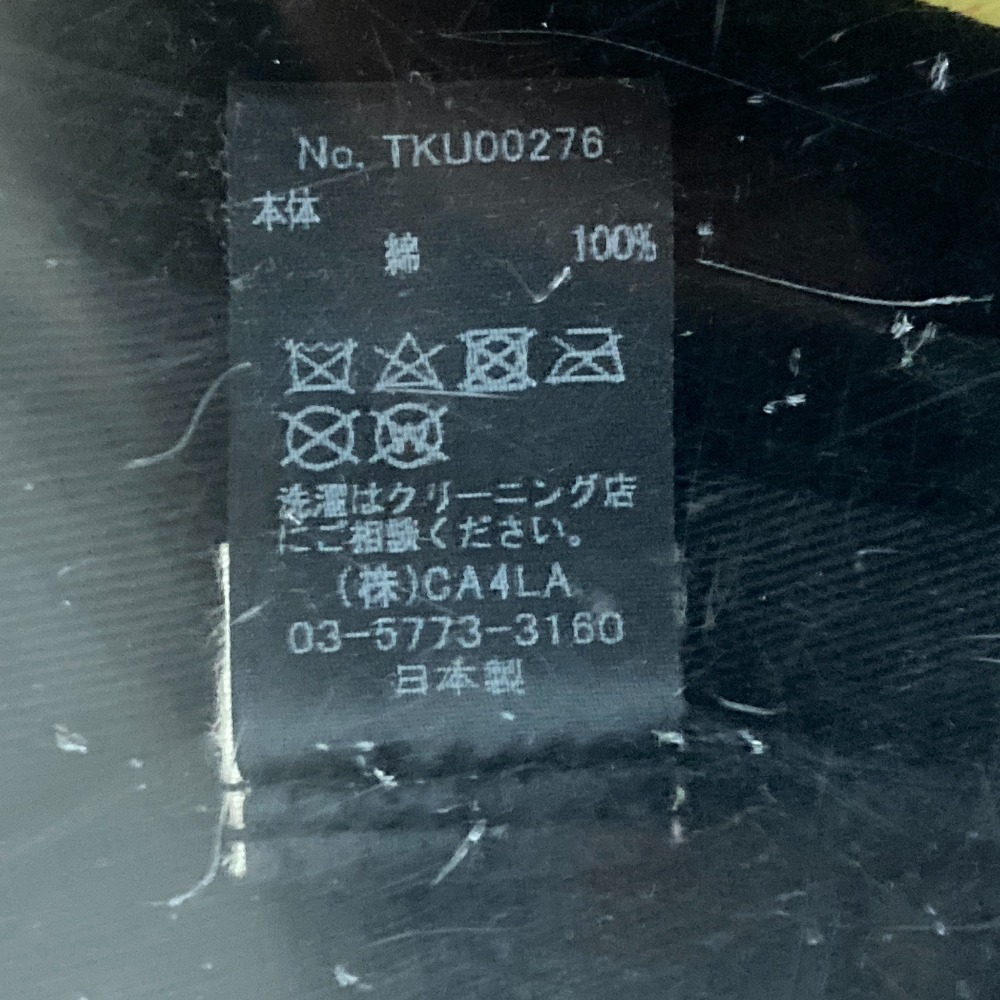 No. TKU00276
本体
綿 100%
W
洗濯はクリーニング店
にご相談ください。
(株)CA4LA
03-5773-3160
日本製